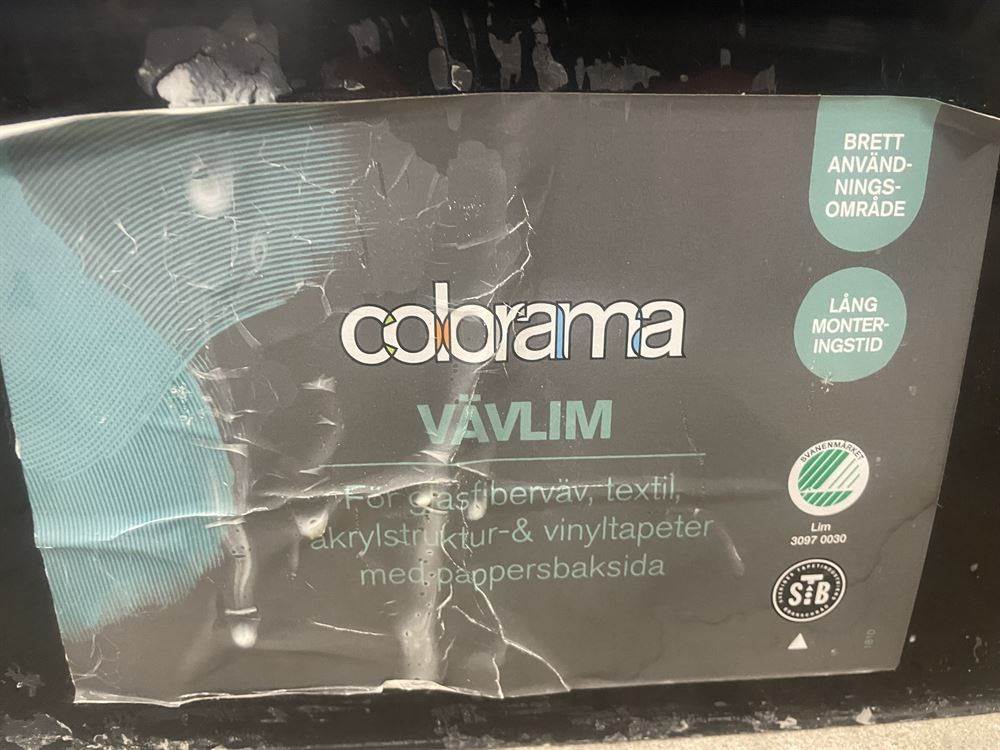 BRETT
ANVÄND-
NINGS-
OMRÅDE
colorama
LÅNG
MONTER-
INGSTID
VÄVLIM
För glasfiberväv, textil,
akrylstruktur-& vinyltapeter
med pappersbaksida
SVANENMÄRKET
Lim
3097 0030
STB